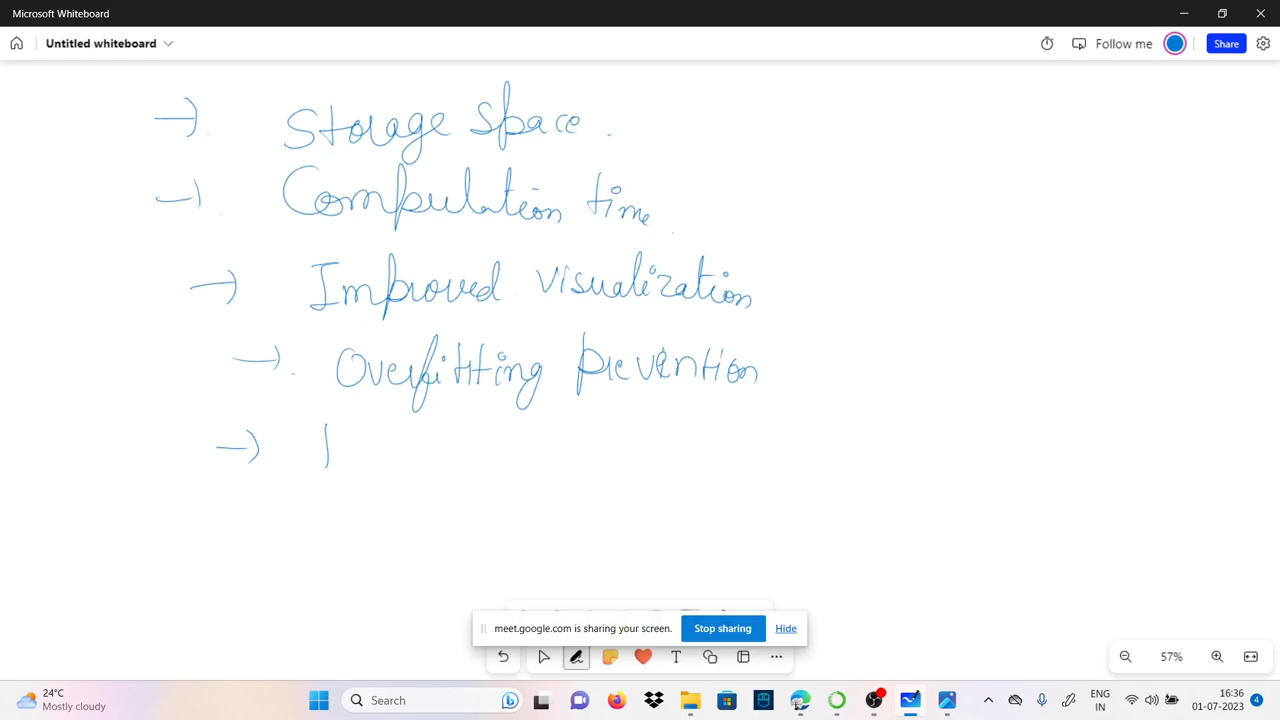 Microsoft Whiteboard
Untitled whiteboard
Follow me
Share
→ Storage space.
→ Computation time
→ Improved visualization
→ Overfitting prevention
→
meet.google.com is sharing your screen. Stop sharing Hide
57%
24°C
Mostly cloudy
Search
ENG
IN
16:36
01-07-2023
4